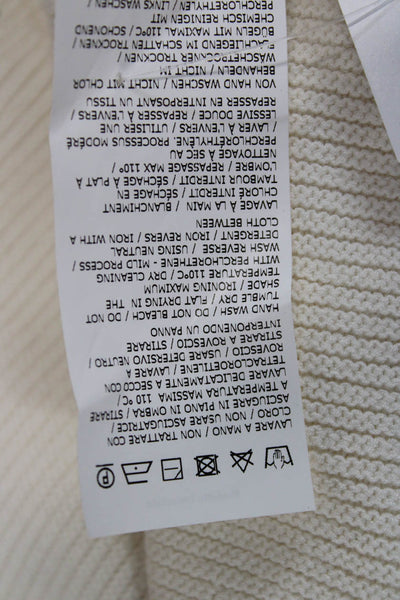 P
LAVARE A MANO / NON TRATTARE CON
CLORO / NON USARE ASCIUGATRICE /
ASCIUGARE IN PIANO IN OMBRA / STIRARE
A TEMPERATURA MASSIMA 110 ºC /
LAVARE DELICATAMENTE A SECCO CON
TETRACLOROETILENE / LAVARE A
ROVESCIO USARE DETERSIVO NEUTRO /
STIRARE A ROVESCIO / STIRARE
INTERPONENDO UN PANNO
HAND WASH / DO NOT BLEACH / DO NOT
TUMBLE DRY / FLAT DRYING IN THE
SHADE / IRONING MAXIMUM
TEMPERATURE 110ºC / DRY CLEANING
WITH PERCHLORETHYLEN - MILD PROCESS /
WASH REVERSE / USING NEUTRAL
DETERGENT / IRON REVERS / IRON WITH A
CLOTH BETWEEN
LAVAGE À LA MAIN / BLANCHIMENT
CHLORE INTERDIT / SÉCHAGE EN
TAMBOUR INTERDIT / SÉCHAGE À PLAT À
L'OMBRE / REPASSAGE MAX 110° /
NETTOYAGE À SEC AU
PERCHLORÉTHYLÈNE. PROCESSUS MODÉRÉ
/ LAVER À L'ENVERS / UTILISER UNE
LESSIVE DOUCE / REPASSER À L'ENVERS /
REPASSER EN INTERPOSANT UN TISSU
VON HAND WASCHEN / NICHT MIT CHLOR
BEHANDELN / NICHT IM
WÄSCHETROCKNER TROCKNEN /
FLACHLIEGEND IM SCHATTEN TROCKNEN /
BÜGELN MIT MAXIMAL 110°C / SCHONEND
CHEMISCH REINIGEN MIT
PERCHLORETHYLEN / LINKS WASCHEN /